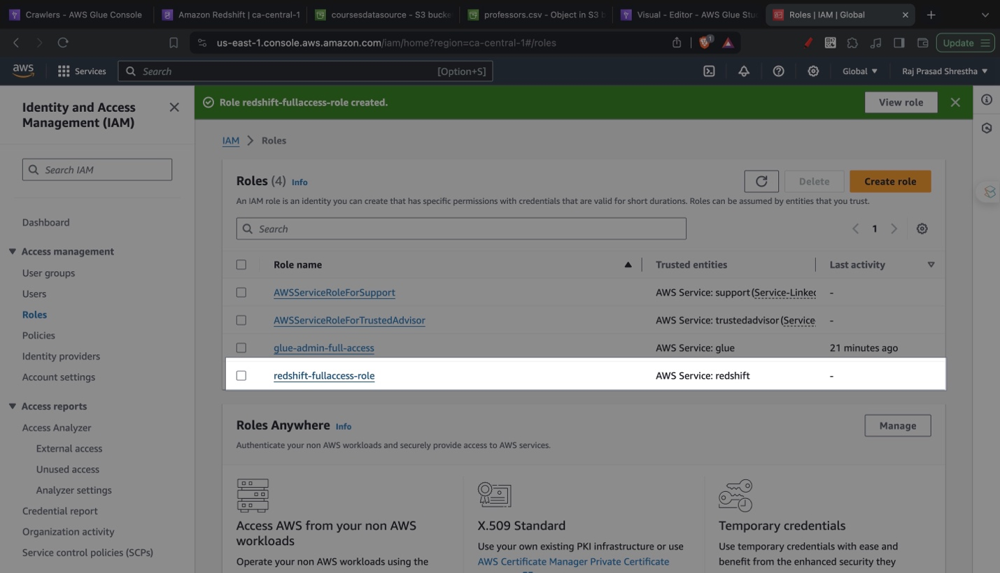 Crawlers - AWS Glue Console
Amazon Redshift | ca-central-1
coursesdatasource - S3 bucke
professors.csv - Object in S3 b
Visual - Editor - AWS Glue Stud
Roles | IAM | Global
us-east-1.console.aws.amazon.com/iam/home?region=ca-central-1#/roles
1
Update
aws
Services
Search
[Option+S]
Global
Raj Prasad Shrestha
Identity and Access
Management (IAM)
Search IAM
Dashboard
Access management
User groups
Users
Roles
Policies
Identity providers
Account settings
Access reports
Access Analyzer
External access
Unused access
Analyzer settings
Credential report
Organization activity
Service control policies (SCPs)
Role redshift-fullaccess-role created.
View role
IAM > Roles
Roles (4) Info
Delete
Create role
An IAM role is an identity you can create that has specific permissions with credentials that are valid for short durations. Roles can be assumed by entities that you trust.
Search
1
Role name
Trusted entities
Last activity
AWSServiceRoleForSupport
AWS Service: support (Service-Linked
-
AWSServiceRoleForTrustedAdvisor
AWS Service: trustedadvisor (Service
-
glue-admin-full-access
AWS Service: glue
21 minutes ago
redshift-fullaccess-role
AWS Service: redshift
-
Roles Anywhere Info
Manage
Authenticate your non AWS workloads and securely provide access to AWS services.
Access AWS from your non AWS
workloads
Operate your non AWS workloads using the
X.509 Standard
Use your own existing PKI infrastructure or use
AWS Certificate Manager Private Certificate
Temporary credentials
Use temporary credentials with ease and
benefit from the enhanced security they